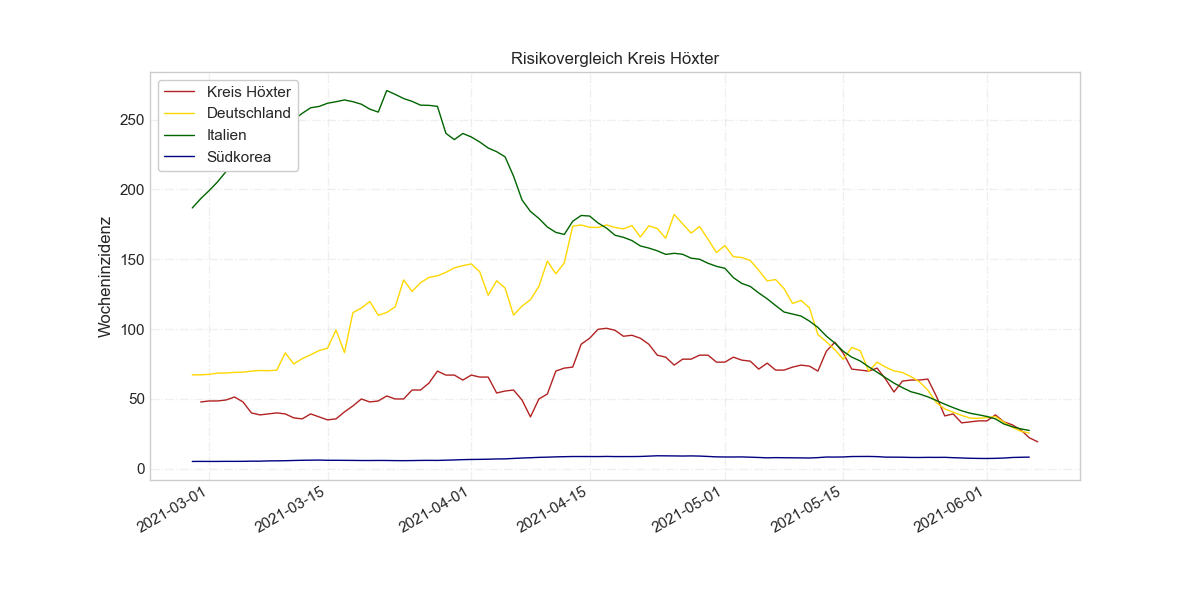 Risikovergleich Kreis Höxter
Kreis Höxter
Deutschland
Italien
Südkorea
Wocheninzidenz
250
200
150
100
50
0
2021-03-01
2021-03-15
2021-04-01
2021-04-15
2021-05-01
2021-05-15
2021-06-01